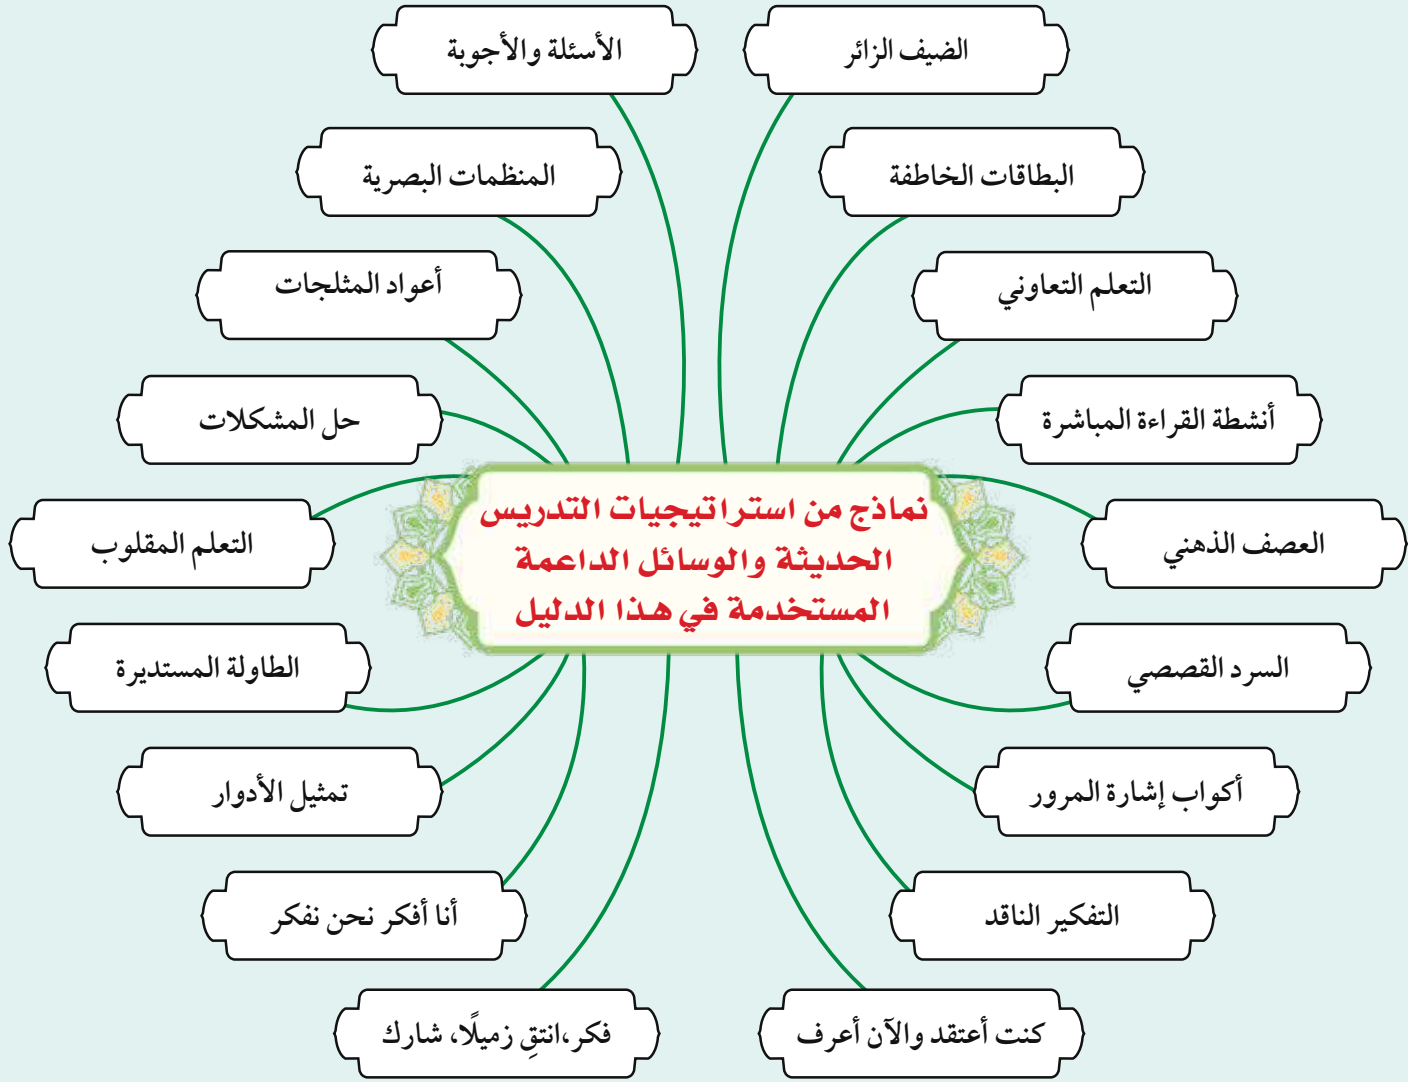 الضيف الزائر
الأسئلة والأجوبة
البطاقات الخاطفة
المنظمات البصرية
التعلم التعاوني
أعواد المثلجات
أنشطة القراءة المباشرة
حل المشكلات
نماذج من استراتيجيات التدريس
الحديثة والوسائل الداعمة
المستخدمة في هذا الدليل
العصف الذهني
التعلم المقلوب
السرد القصصي
الطاولة المستديرة
أكواب إشارة المرور
تمثيل الأدوار
التفكير الناقد
أنا أفكر نحن نفكر
كنت أعتقد والآن أعرف
فكر،انتقِ زميلًا، شارك